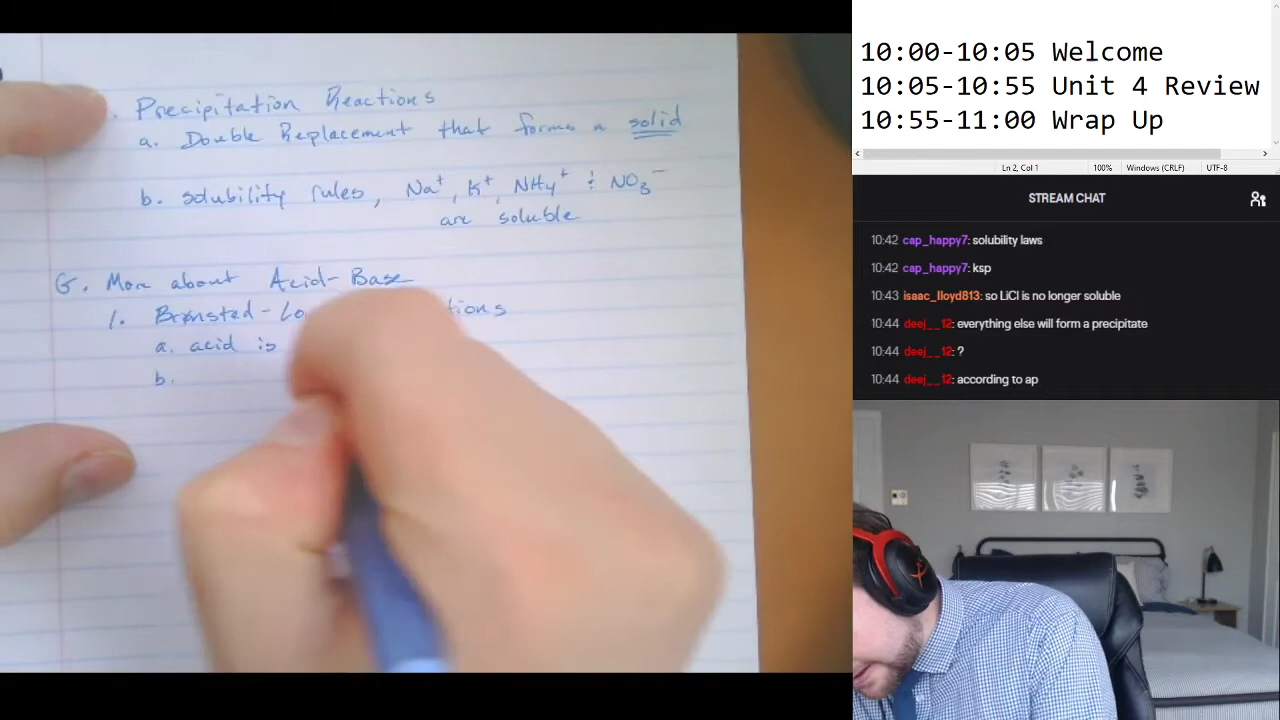 10:00-10:05 Welcome
10:05-10:55 Unit 4 Review
10:55-11:00 Wrap Up
Ln 2, Col 1 100% Windows (CRLF) UTF-8
STREAM CHAT
10:42 cap_happy7: solubility laws
10:42 cap_happy7: ksp
10:43 isaac_lloyd813: so LiCl is no longer soluble
10:44 deej__12: everything else will form a precipitate
10:44 deej__12: ?
10:44 deej__12: according to ap
Precipitation Reactions
a. Double Replacement that forms a solid
b. solubility rules, Na⁺, K⁺, NH₄⁺ & NO₃⁻
are soluble
G. More about Acid-Base
1. Brønsted-Lo tions
a. acid is
b.